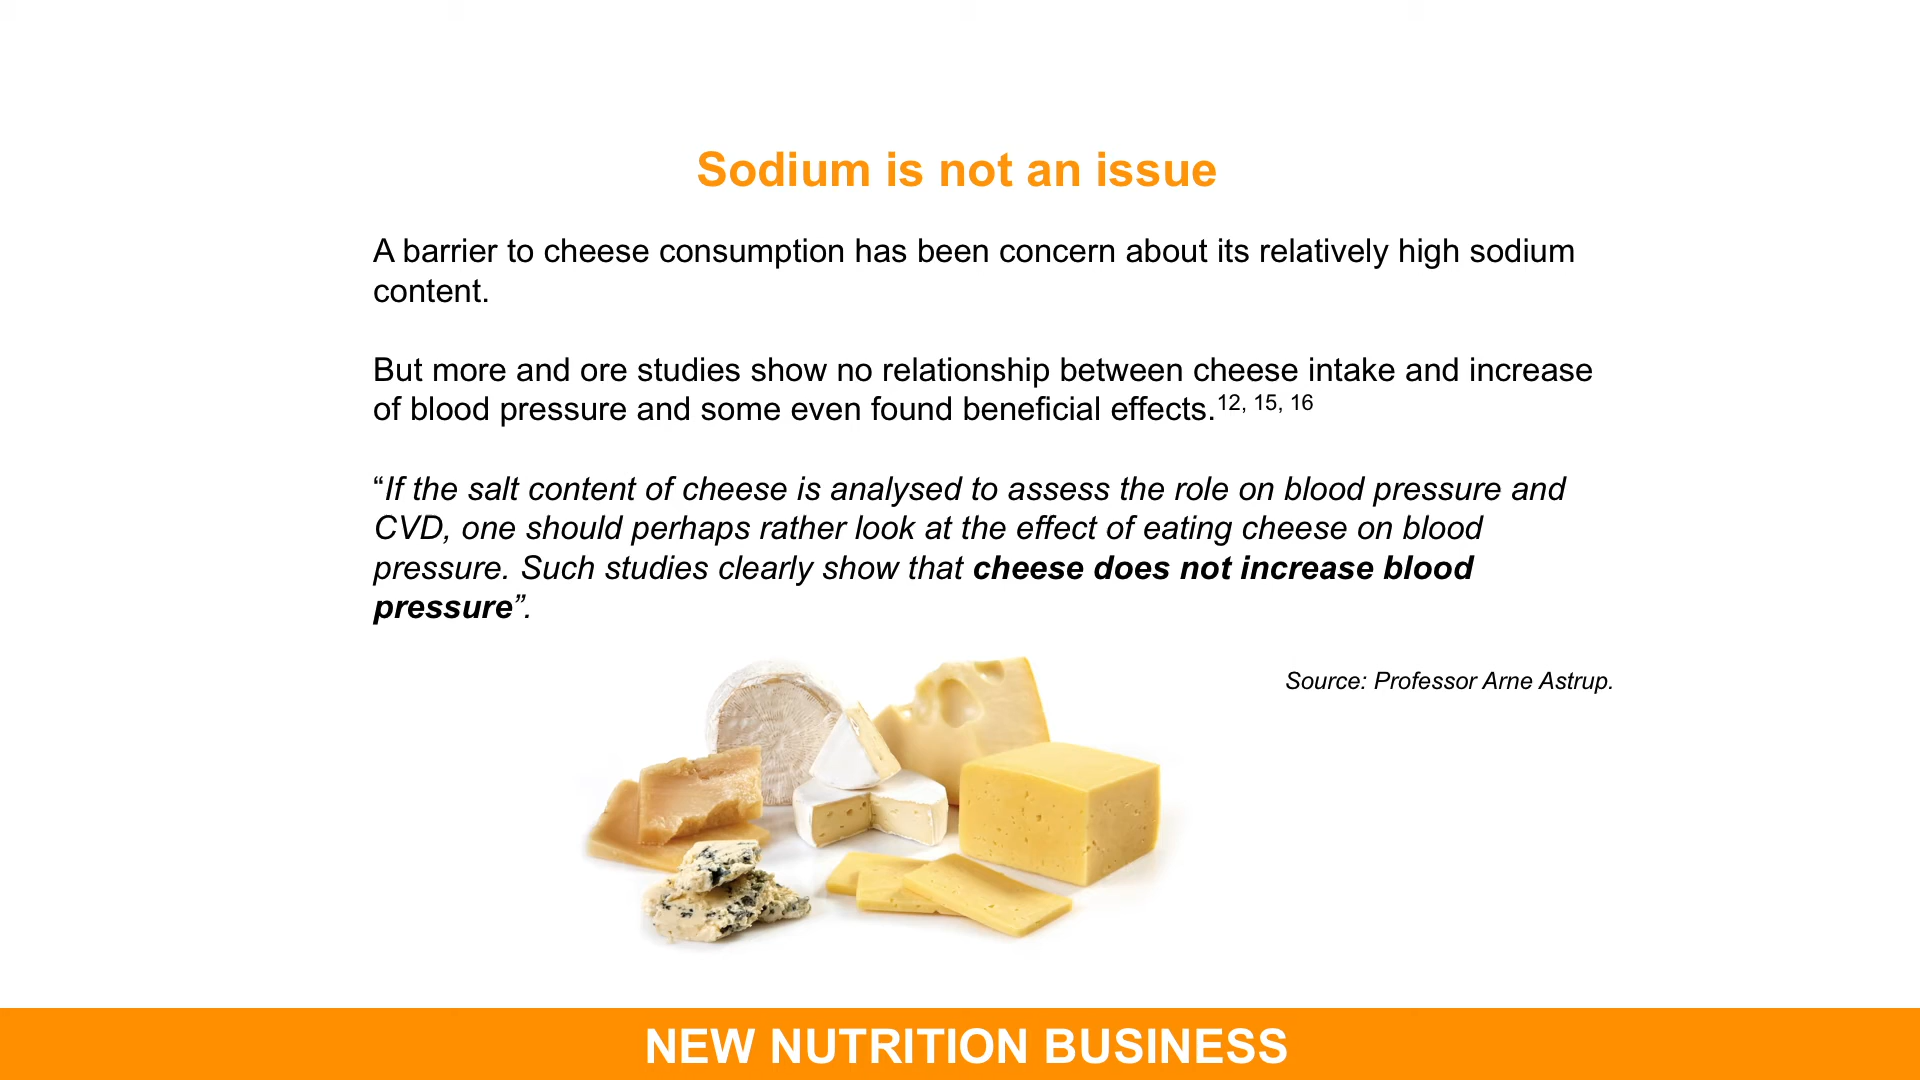 Sodium is not an issue
A barrier to cheese consumption has been concern about its relatively high sodium
content.
But more and ore studies show no relationship between cheese intake and increase
of blood pressure and some even found beneficial effects.12, 15, 16
“If the salt content of cheese is analysed to assess the role on blood pressure and
CVD, one should perhaps rather look at the effect of eating cheese on blood
pressure. Such studies clearly show that cheese does not increase blood
pressure”.
Source: Professor Arne Astrup.
NEW NUTRITION BUSINESS